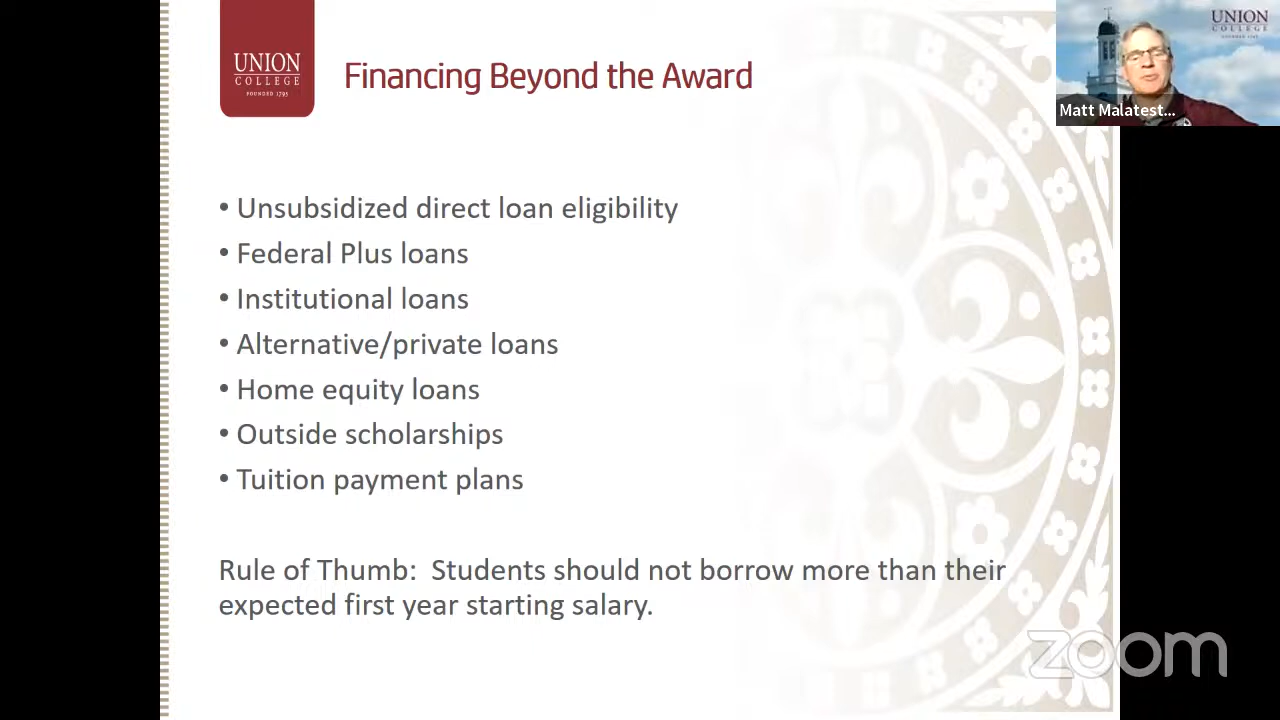 UNION
COLLEGE
FOUNDED 1795
Financing Beyond the Award
UNION
COLLEGE
FOUNDED 1795
Matt Malatest...
• Unsubsidized direct loan eligibility
• Federal Plus loans
• Institutional loans
• Alternative/private loans
• Home equity loans
• Outside scholarships
• Tuition payment plans
Rule of Thumb: Students should not borrow more than their
expected first year starting salary.
zoom